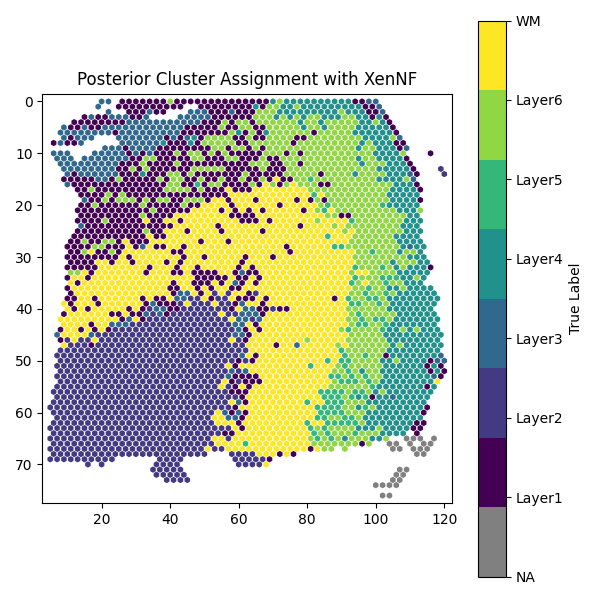 Posterior Cluster Assignment with XenNF
0
10
20
30
40
50
60
70
20
40
60
80
100
120
WM
Layer6
Layer5
Layer4
Layer3
Layer2
Layer1
NA
True Label